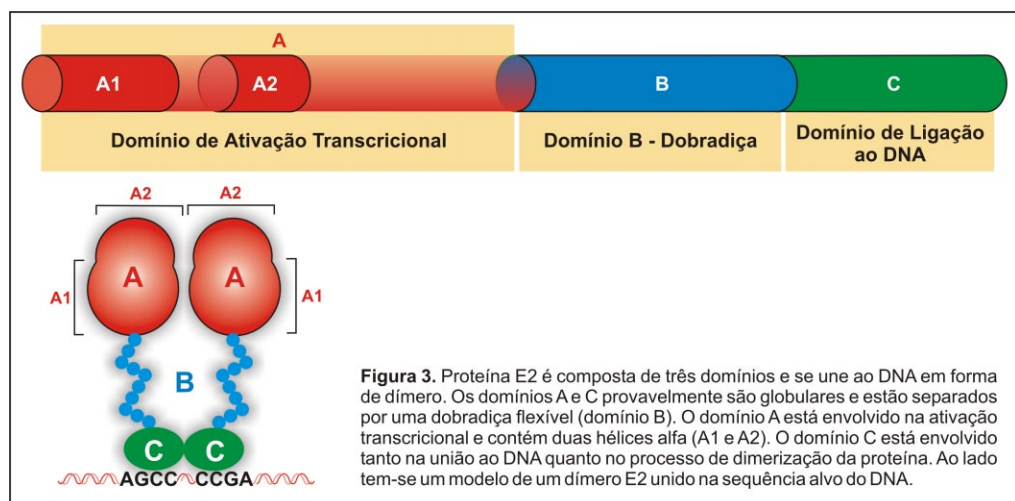 A
A1
A2
B
C
Domínio de Ativação Transcricional
Domínio B - Dobradiça
Domínio de Ligação
ao DNA
A2
A2
A
A
A1
A1
B
C
C
AGCC
CCGA
Figura 3. Proteína E2 é composta de três domínios e se une ao DNA em forma
de dímero. Os domínios A e C provavelmente são globulares e estão separados
por uma dobradiça flexível (domínio B). O domínio A está envolvido na ativação
transcricional e contém duas hélices alfa (A1 e A2). O domínio C está envolvido
tanto na união ao DNA quanto no processo de dimerização da proteína. Ao lado
tem-se um modelo de um dímero E2 unido na sequência alvo do DNA.